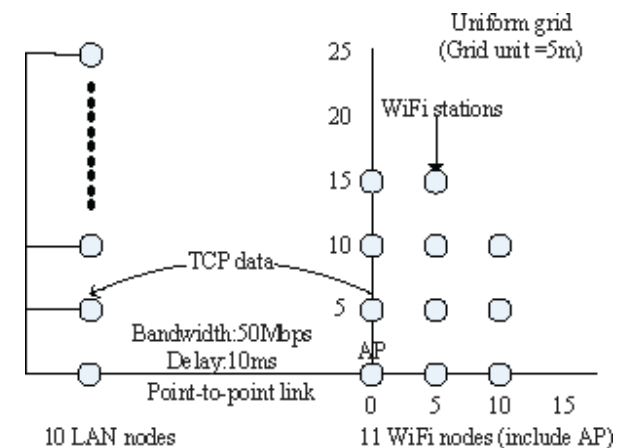 Uniform grid
(Grid unit =5m)
25
20
WiFi stations
15
10
TCP data
5
Bandwidth:50Mbps
Delay:10ms
AP
Point-to-point link
0 5 10 15
10 LAN nodes
11 WiFi nodes (include AP)